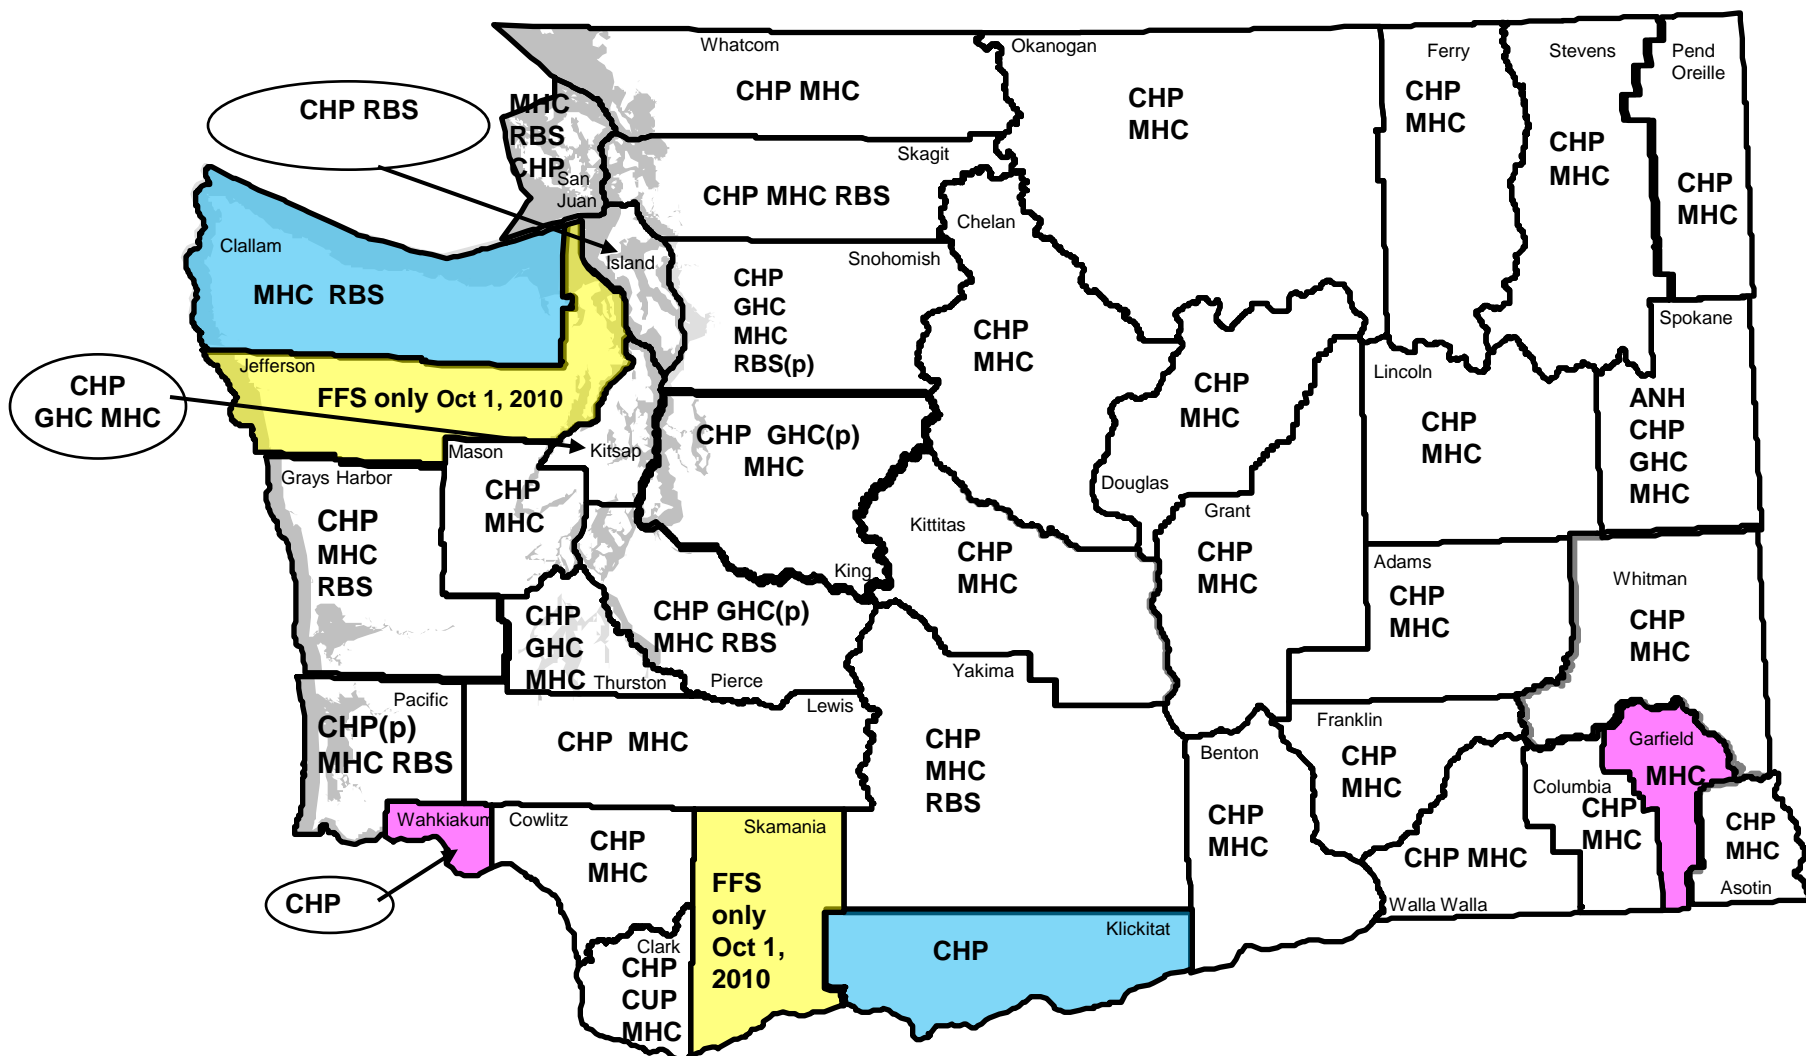 Whatcom
CHP MHC
Okanogan
CHP
MHC
Ferry
CHP
MHC
Stevens
CHP
MHC
Pend
Oreille
CHP
MHC
CHP RBS
MHC
RBS
CHP
San
Juan
Skagit
CHP MHC RBS
Chelan
CHP
MHC
Clallam
MHC RBS
Island
Snohomish
CHP
GHC
MHC
RBS(p)
Spokane
ANH
CHP
GHC
MHC
Jefferson
FFS only Oct 1, 2010
CHP
GHC MHC
Kitsap
CHP GHC(p)
MHC
King
Douglas
CHP
MHC
Lincoln
CHP
MHC
Mason
CHP
MHC
Grays Harbor
CHP
MHC
RBS
Kittitas
CHP
MHC
Grant
CHP
MHC
Adams
CHP
MHC
Whitman
CHP
MHC
CHP
GHC
MHC
Thurston
CHP GHC(p)
MHC RBS
Pierce
Yakima
CHP
MHC
RBS
Pacific
CHP(p)
MHC RBS
Lewis
CHP MHC
Benton
CHP
MHC
Franklin
CHP
MHC
Garfield
MHC
Columbia
CHP
MHC
CHP
MHC
Asotin
CHP MHC
Walla Walla
Wahkiakum
CHP
Cowlitz
CHP
MHC
Skamania
FFS
only
Oct 1,
2010
Klickitat
CHP
Clark
CHP
CUP
MHC